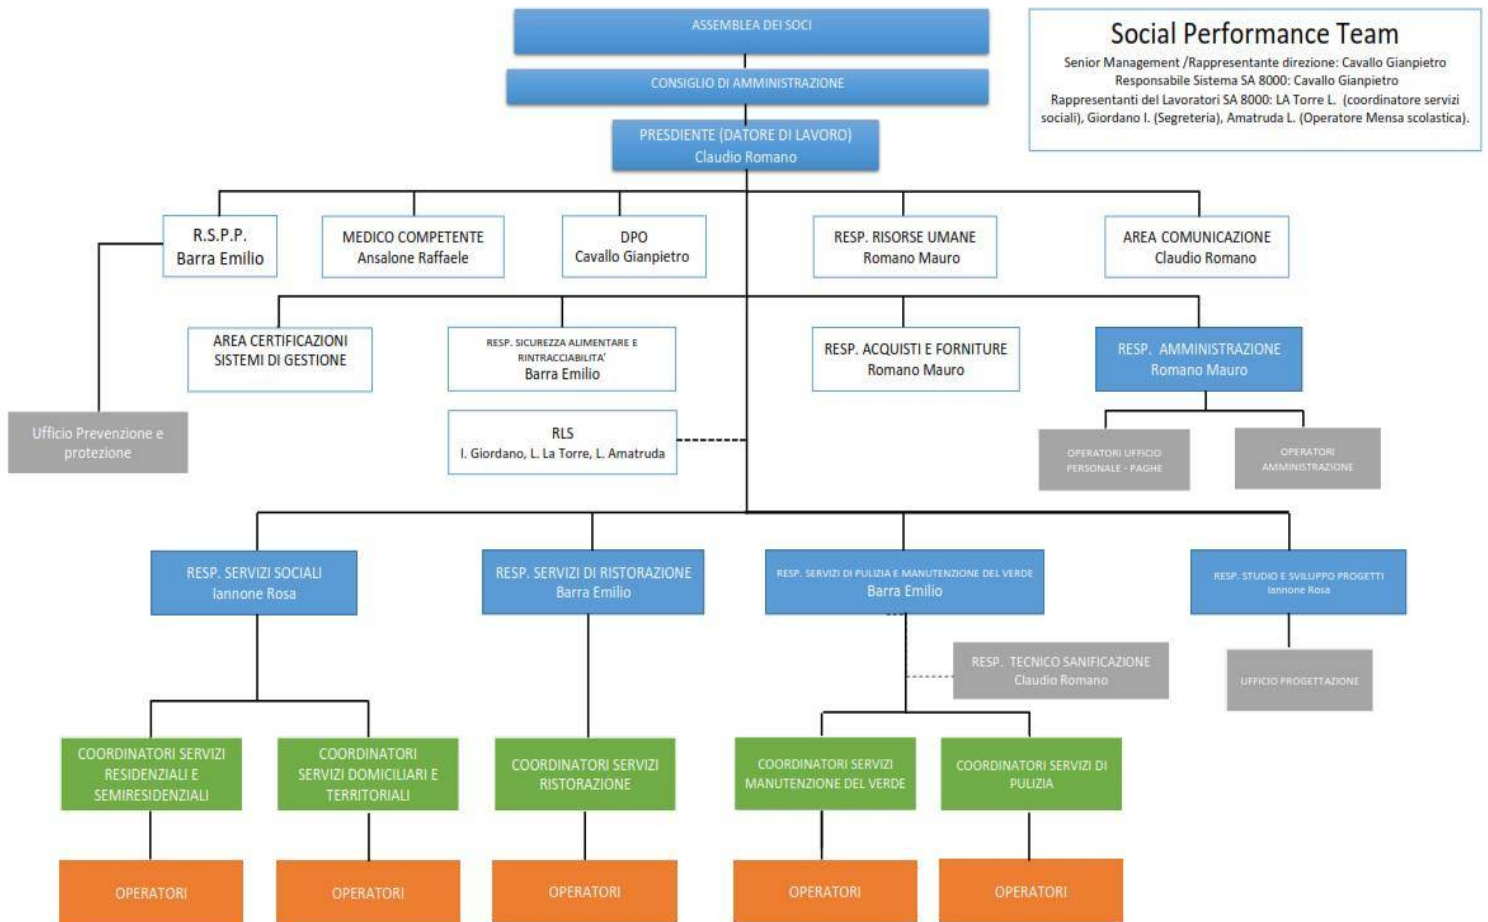 ASSEMBLEA DEI SOCI
Social Performance Team
Senior Management /Rappresentante direzione: Cavallo Gianpietro
Responsabile Sistema SA 8000: Cavallo Gianpietro
Rappresentanti del Lavoratori SA 8000: LA Torre L. (coordinatore servizi
sociali), Giordano I. (Segreteria), Amatruda L. (Operatore Mensa scolastica).
CONSIGLIO DI AMMINISTRAZIONE
PRESDIENTE (DATORE DI LAVORO)
Claudio Romano
R.S.P.P.
Barra Emilio
MEDICO COMPETENTE
Ansalone Raffaele
DPO
Cavallo Gianpietro
RESP. RISORSE UMANE
Romano Mauro
AREA COMUNICAZIONE
Claudio Romano
AREA CERTIFICAZIONI
SISTEMI DI GESTIONE
RESP. SICUREZZA ALIMENTARE E
RINTRACCIABILITA'
Barra Emilio
RESP. ACQUISTI E FORNITURE
Romano Mauro
RESP. AMMINISTRAZIONE
Romano Mauro
Ufficio Prevenzione e
protezione
RLS
I. Giordano, L. La Torre, L. Amatruda
OPERATORI UFFICIO
PERSONALE - PAGHE
OPERATORI
AMMINISTRAZIONE
RESP. SERVIZI SOCIALI
Iannone Rosa
RESP. SERVIZI DI RISTORAZIONE
Barra Emilio
RESP. SERVIZI DI PULIZIA E MANUTENZIONE DEL VERDE
Barra Emilio
RESP. STUDIO E SVILUPPO PROGETTI
Iannone Rosa
RESP. TECNICO SANIFICAZIONE
Claudio Romano
UFFICIO PROGETTAZIONE
COORDINATORI SERVIZI
RESIDENZIALI E
SEMIRESIDENZIALI
COORDINATORI
SERVIZI DOMICILIARI E
TERRITORIALI
COORDINATORI SERVIZI
RISTORAZIONE
COORDINATORI SERVIZI
MANUTENZIONE DEL VERDE
COORDINATORI SERVIZI DI
PULIZIA
OPERATORI
OPERATORI
OPERATORI
OPERATORI
OPERATORI